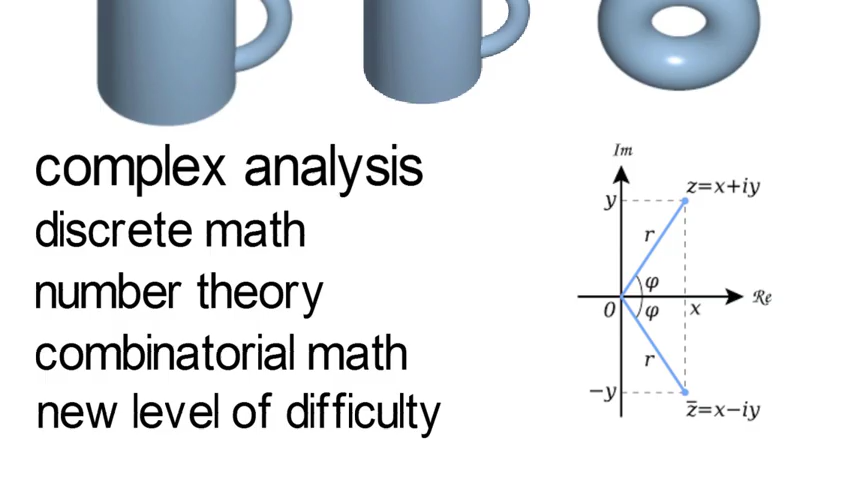 complex analysis
discrete math
number theory
combinatorial math
new level of difficulty
Im
z=x+iy
y
r
φ
0
x
Re
φ
r
−y
z̅=x−iy